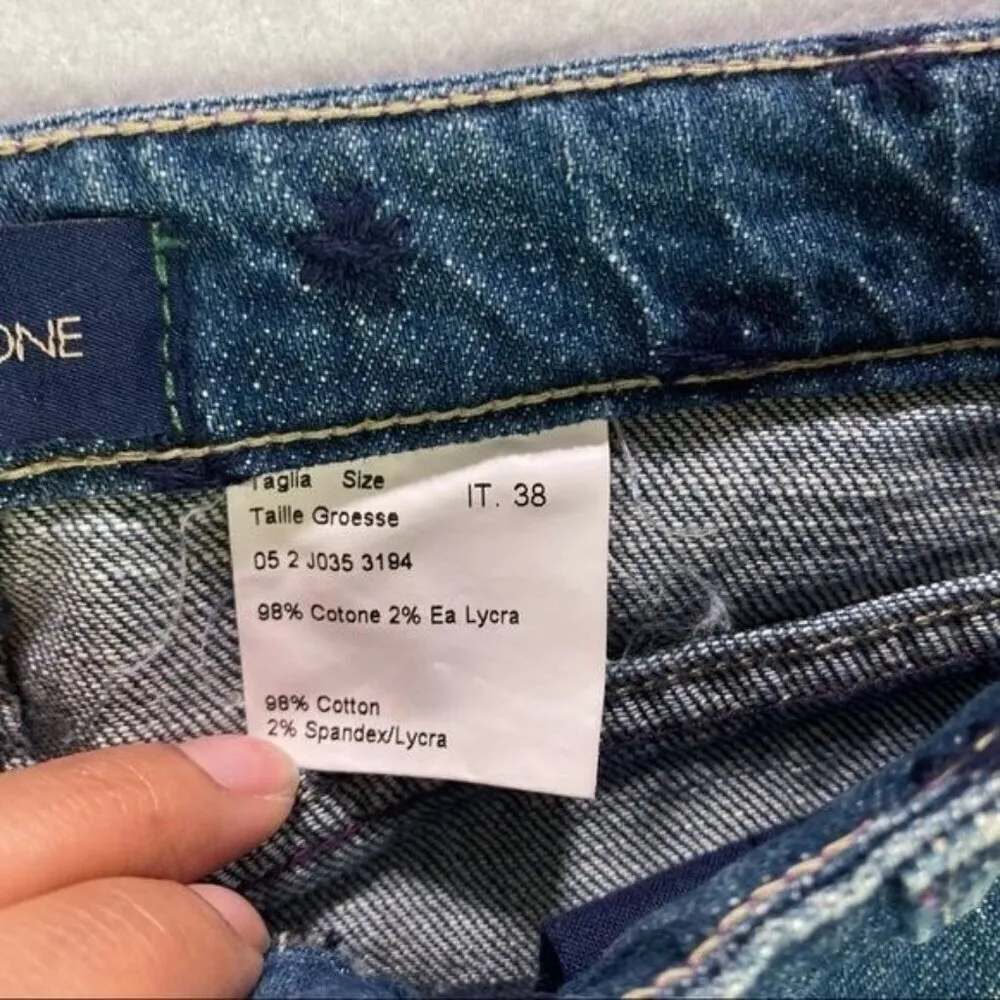 ONE
Taglia Size
IT. 38
Taille Groesse
05 2 J035 3194
98% Cotone 2% Ea Lycra
98% Cotton
2% Spandex/Lycra